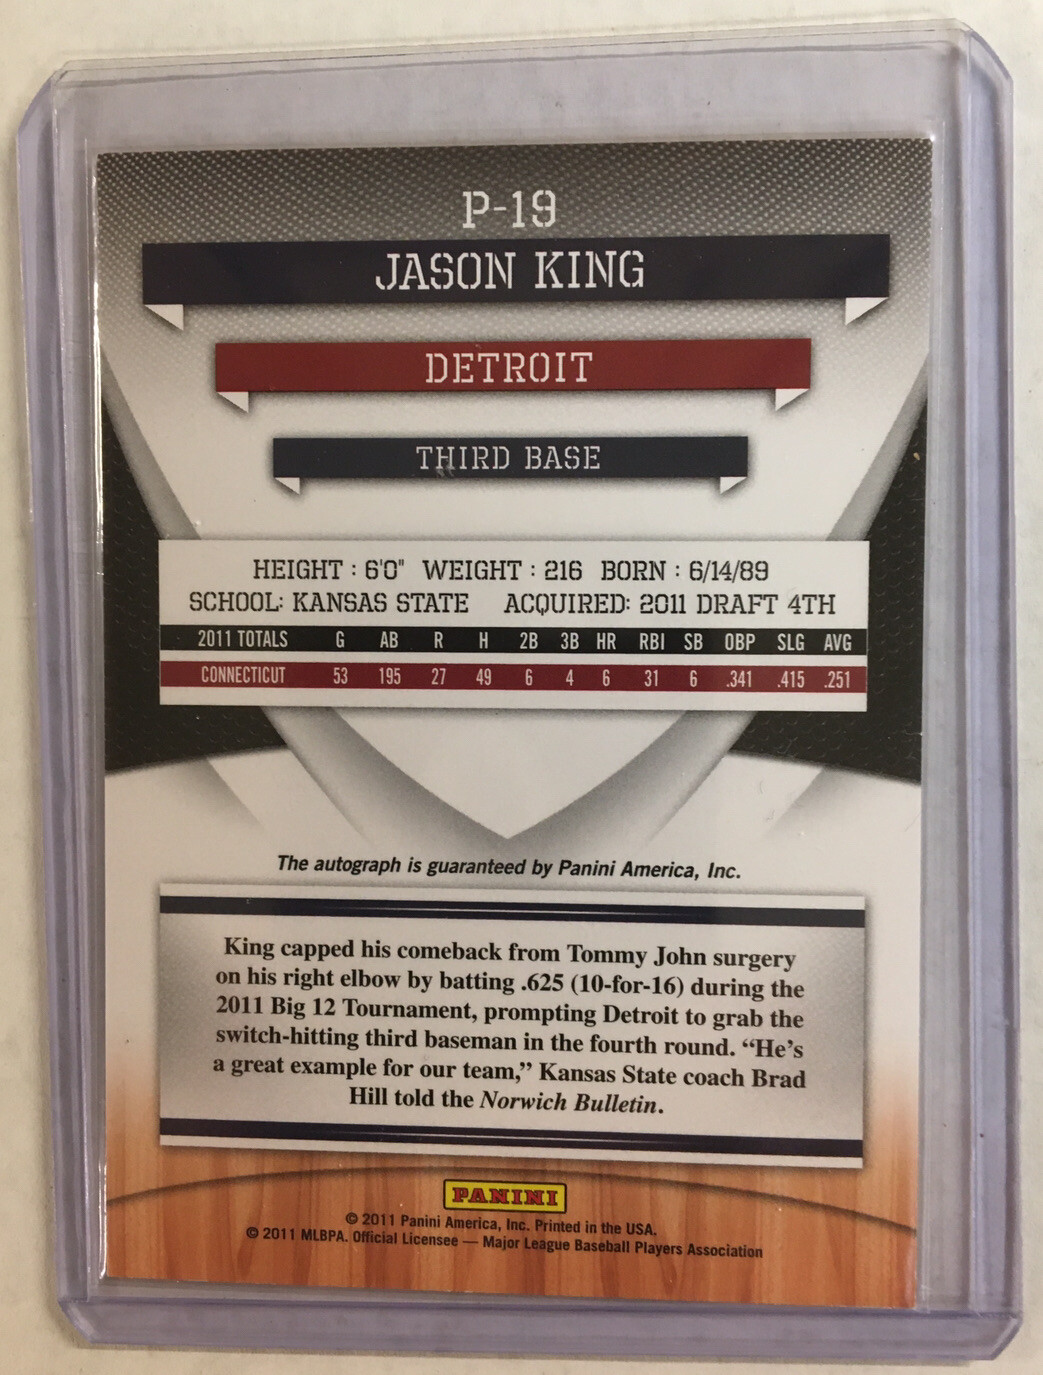 P-19
JASON KING
DETROIT
THIRD BASE
HEIGHT : 6'0" WEIGHT : 216 BORN : 6/14/89
SCHOOL: KANSAS STATE ACQUIRED: 2011 DRAFT 4TH
2011 TOTALS G AB R H 2B 3B HR RBI SB OBP SLG AVG
CONNECTICUT 53 195 27 49 6 4 6 31 6 .341 .415 .251
The autograph is guaranteed by Panini America, Inc.
King capped his comeback from Tommy John surgery
on his right elbow by batting .625 (10-for-16) during the
2011 Big 12 Tournament, prompting Detroit to grab the
switch-hitting third baseman in the fourth round. “He’s
a great example for our team,” Kansas State coach Brad
Hill told the Norwich Bulletin.
PANINI
© 2011 Panini America, Inc. Printed in the USA.
© 2011 MLBPA. Official Licensee — Major League Baseball Players Association